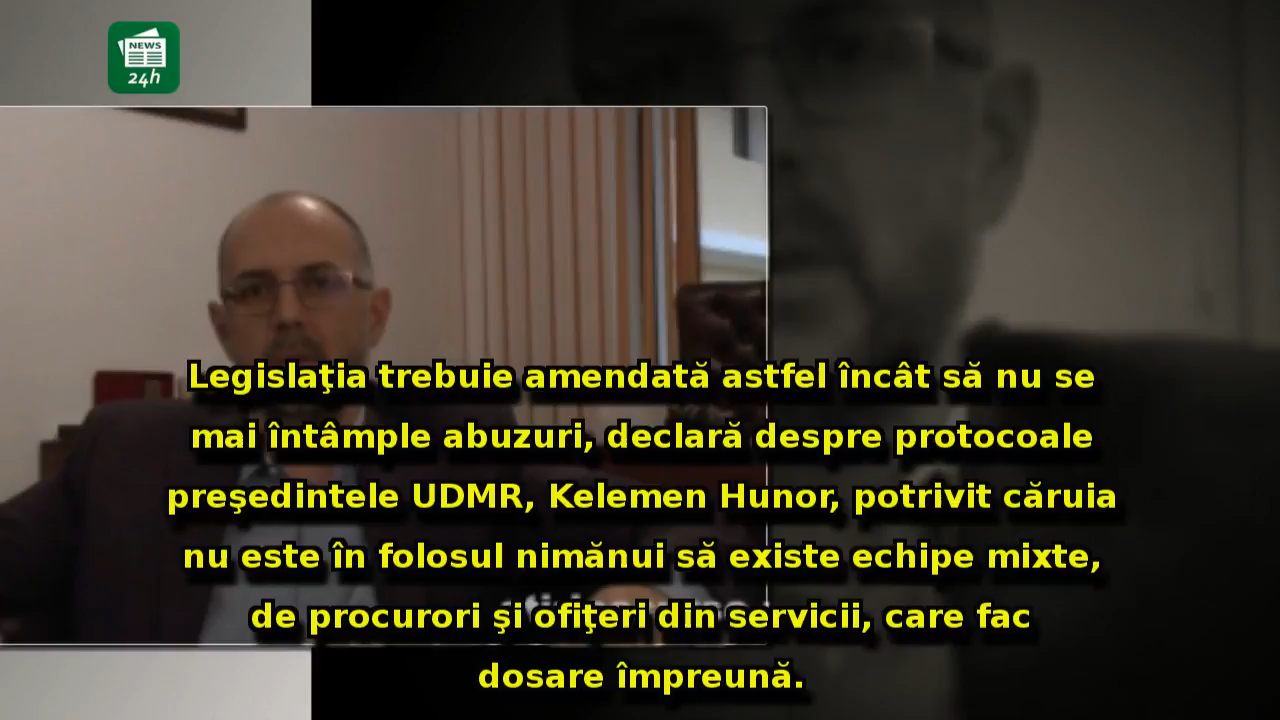 NEWS
24h
Legislaţia trebuie amendată astfel încât să nu se
mai întâmple abuzuri, declară despre protocoale
preşedintele UDMR, Kelemen Hunor, potrivit căruia
nu este în folosul nimănui să existe echipe mixte,
de procurori şi ofiţeri din servicii, care fac
dosare împreună.